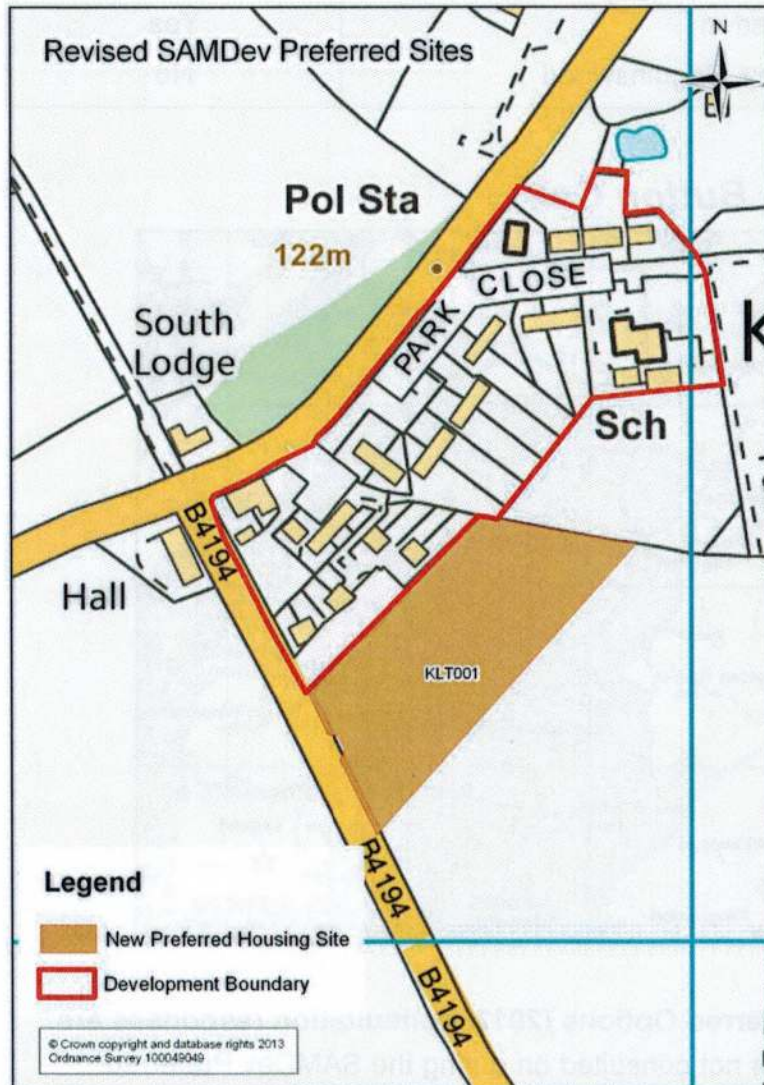 Revised SAMDev Preferred Sites
N
Pol Sta
122m
PARK CLOSE
South
Lodge
K
Sch
B4194
Hall
KLT001
B4194
B4194
Legend
New Preferred Housing Site
Development Boundary
© Crown copyright and database rights 2013
Ordnance Survey 100049049